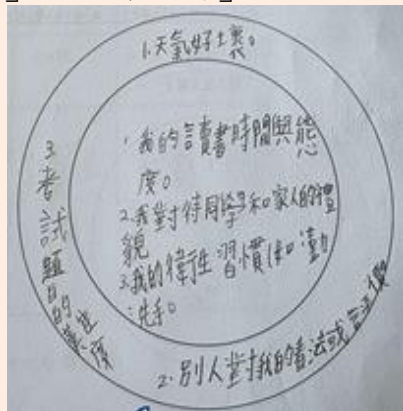 1.天氣好壞。
1.我的讀書時間與態
度。
2.我對待同學和家人的禮
貌
3.我的衛生習慣(如勤
洗手。
2.別人對我的看法或評價
3.考試題目的難度